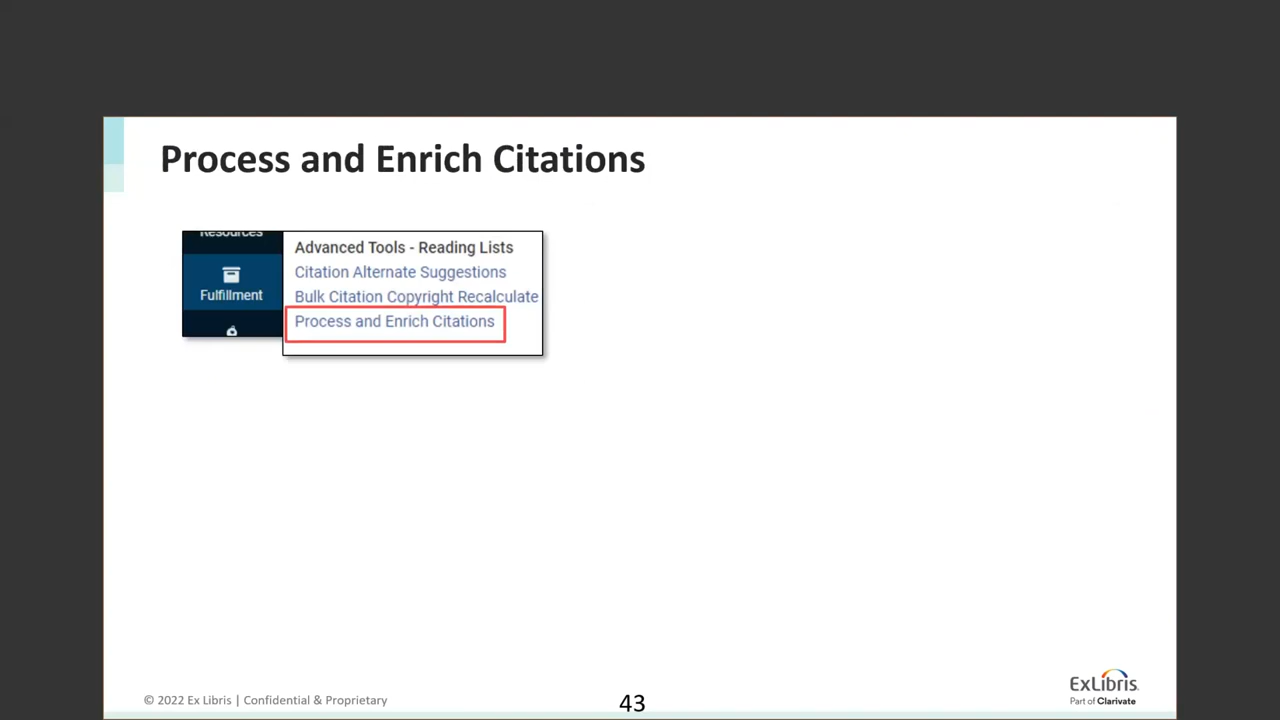 Process and Enrich Citations
Resources
Fulfillment
Advanced Tools - Reading Lists
Citation Alternate Suggestions
Bulk Citation Copyright Recalculate
Process and Enrich Citations
© 2022 Ex Libris | Confidential & Proprietary
43
ExLibris
Part of Clarivate